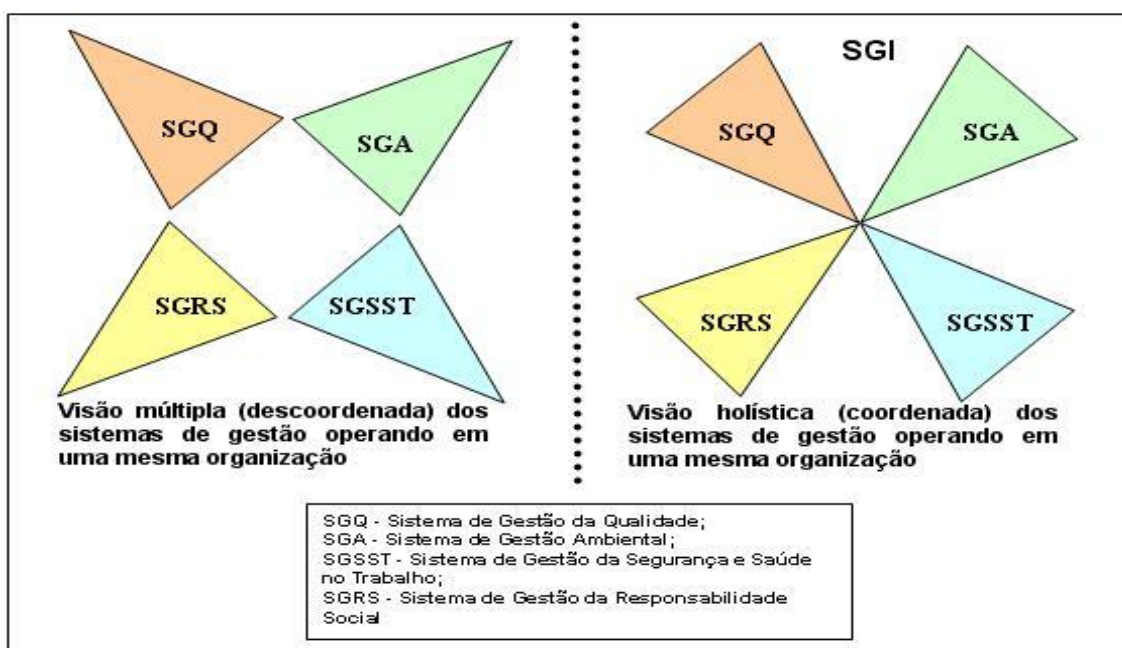 SGQ
SGA
SGRS
SGSST
Visão múltipla (descoordenada) dos
sistemas de gestão operando em
uma mesma organização
SGI
SGQ
SGA
SGRS
SGSST
Visão holística (coordenada) dos
sistemas de gestão operando em
uma mesma organização
SGQ - Sistema de Gestão da Qualidade;
SGA - Sistema de Gestão Ambiental;
SGSST - Sistema de Gestão da Segurança e Saúde
no Trabalho;
SGRS - Sistema de Gestão da Responsabilidade
Social